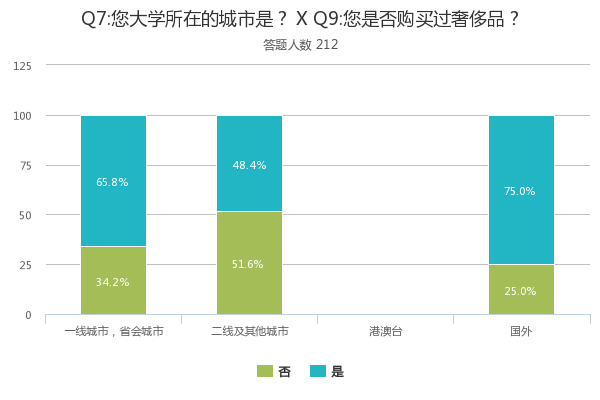 Q7:您大学所在的城市是？ X Q9:您是否购买过奢侈品？
答题人数 212
125
100
75
50
25
0
65.8%
34.2%
48.4%
51.6%
75.0%
25.0%
一线城市，省会城市
二线及其他城市
港澳台
国外
否
是